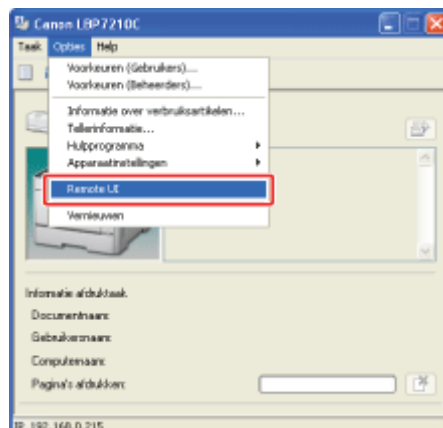 Canon LBP7210C
Taak Opties Help
Voorkeuren (Gebruikers)...
Voorkeuren (Beheerders)...
Informatie over verbruiksartikelen...
Tellerinformatie...
Hulpprogramma
Apparaatinstellingen
Remote UI
Vernieuwen
Informatie afdruktaak
Documentnaam:
Gebruikersnaam:
Computernaam:
Pagina's afdrukken:
IP: 192.168.0.215